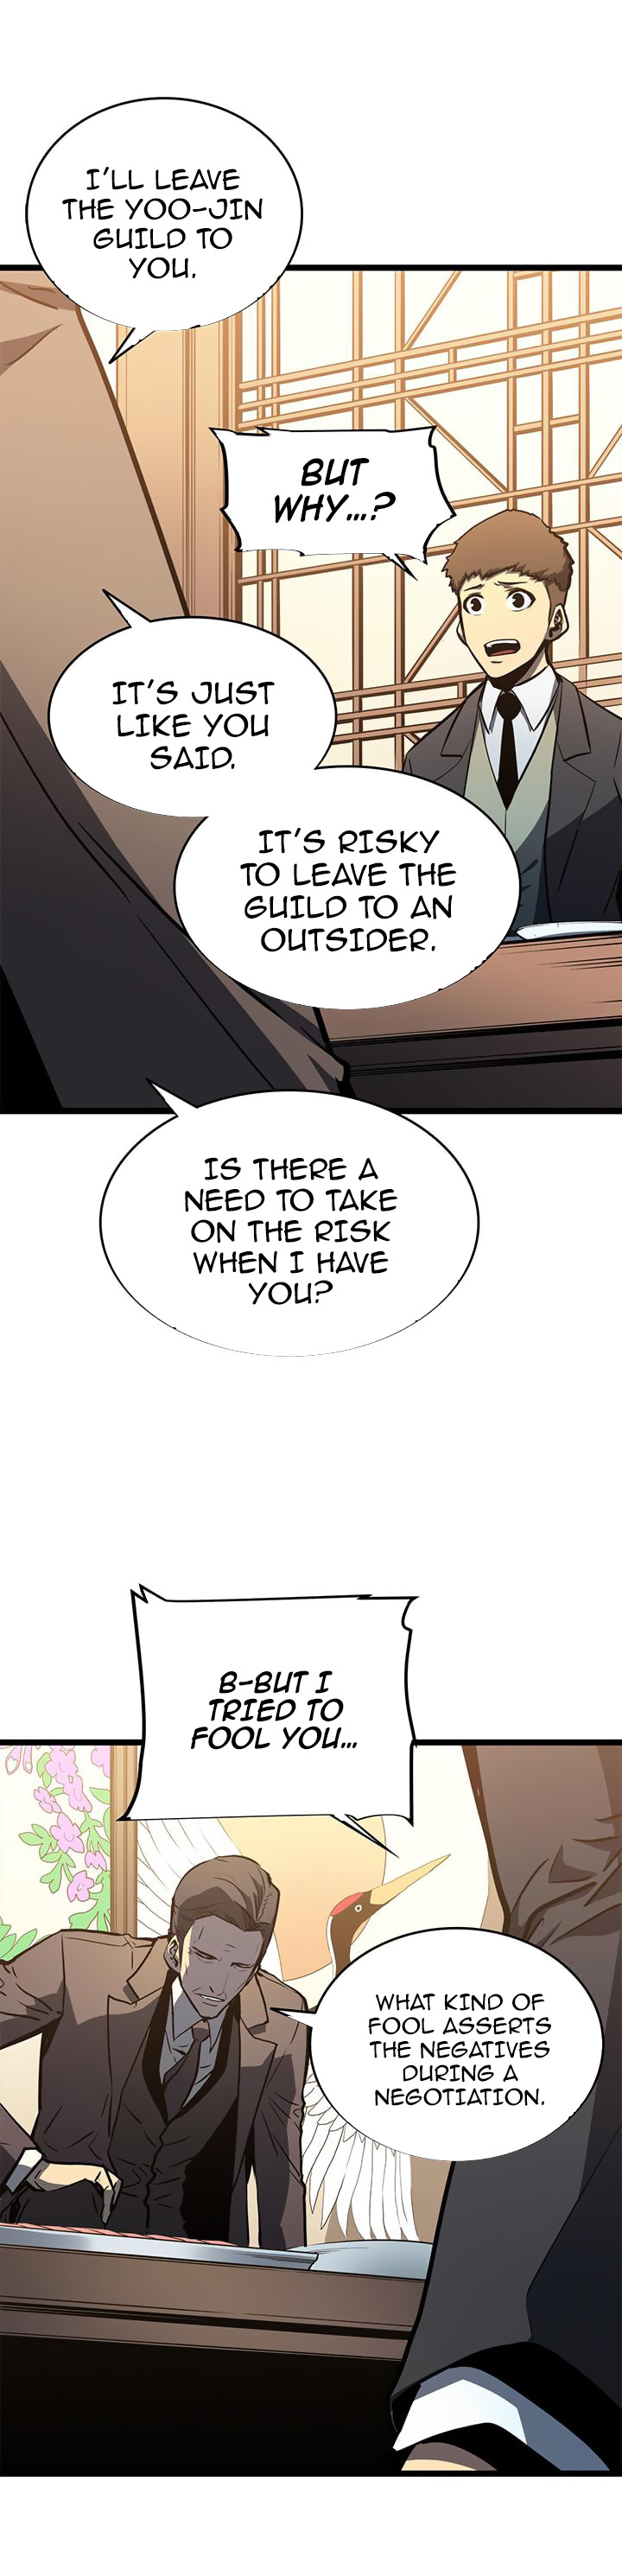 I'LL LEAVE
THE YOO-JIN
GUILD TO
YOU.
BUT
WHY...?
IT'S JUST
LIKE YOU
SAID.
IT'S RISKY
TO LEAVE THE
GUILD TO AN
OUTSIDER.
IS THERE A
NEED TO TAKE
ON THE RISK
WHEN I HAVE
YOU?
B-BUT I
TRIED TO
FOOL YOU...
WHAT KIND OF
FOOL ASSERTS
THE NEGATIVES
DURING A
NEGOTIATION.